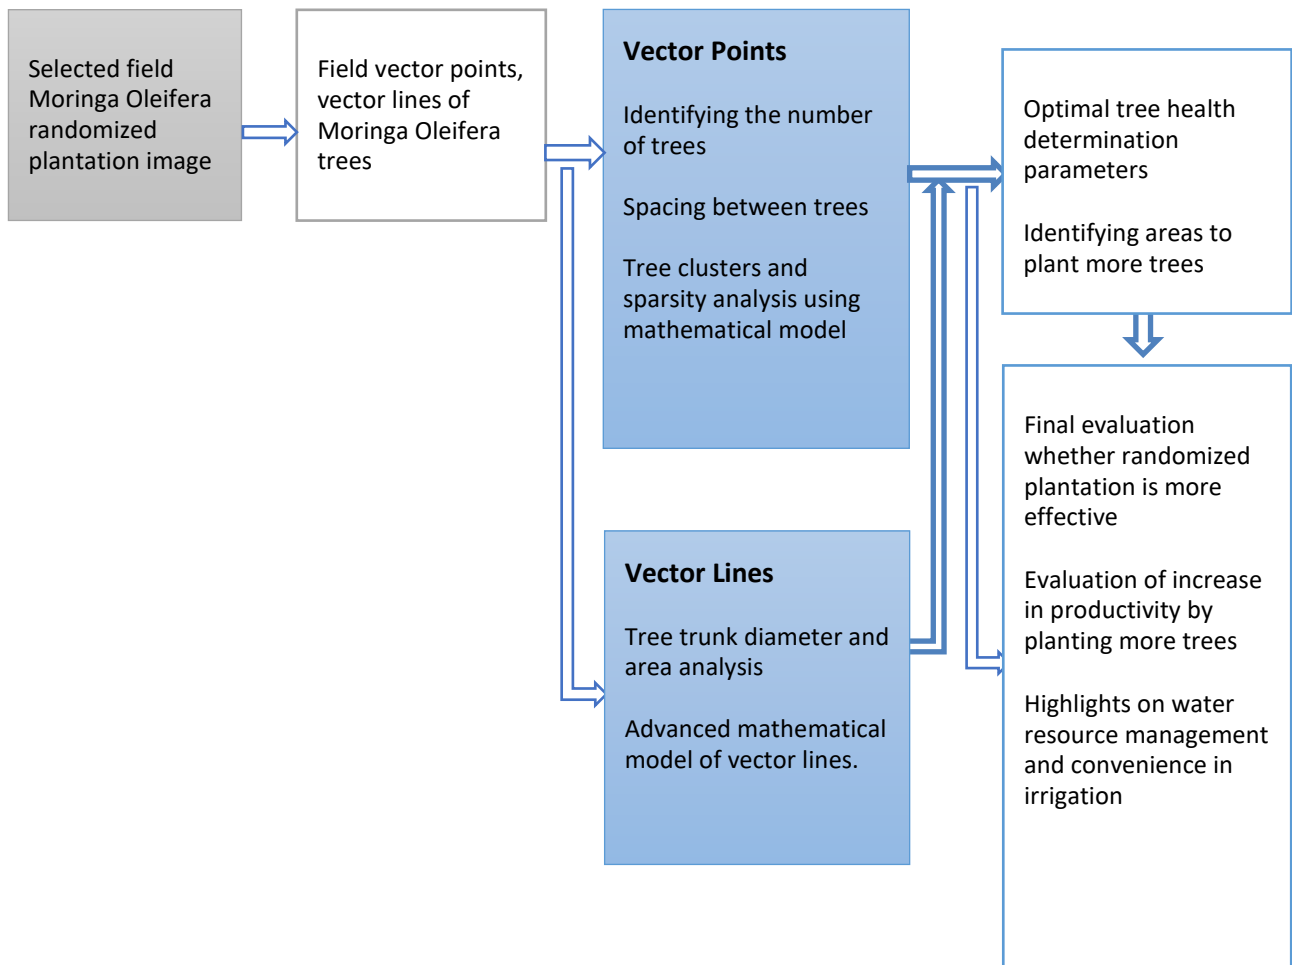 Selected field
Moringa Oleifera
randomized
plantation image
Field vector points,
vector lines of
Moringa Oleifera
trees
Vector Points
Identifying the number
of trees
Spacing between trees
Tree clusters and
sparsity analysis using
mathematical model
Vector Lines
Tree trunk diameter and
area analysis
Advanced mathematical
model of vector lines.
Optimal tree health
determination
parameters
Identifying areas to
plant more trees
Final evaluation
whether randomized
plantation is more
effective
Evaluation of increase
in productivity by
planting more trees
Highlights on water
resource management
and convenience in
irrigation